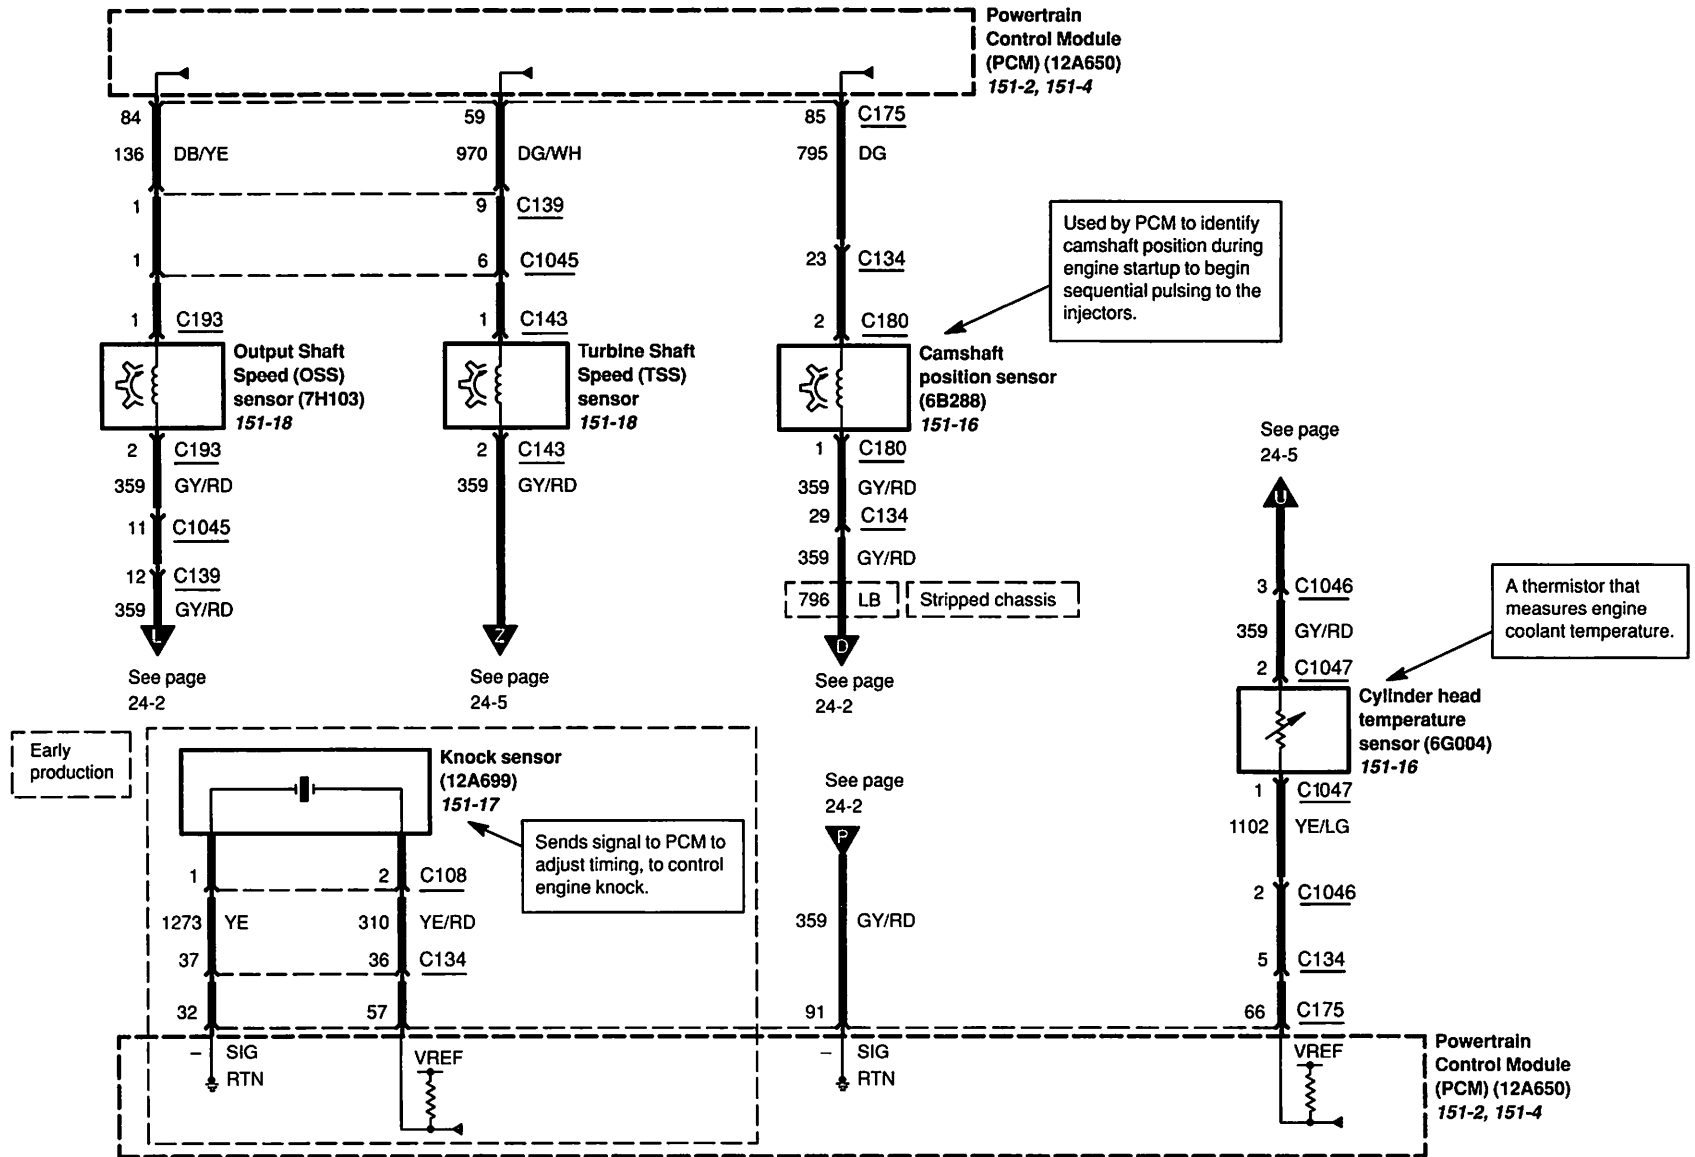 Powertrain
Control Module
(PCM) (12A650)
151-2, 151-4
84
59
85 C175
136 DB/YE
970 DG/WH
795 DG
1
9 C139
1
6 C1045
23 C134
Used by PCM to identify
camshaft position during
engine startup to begin
sequential pulsing to the
injectors.
1 C193
1 C143
2 C180
Output Shaft
Speed (OSS)
sensor (7H103)
151-18
Turbine Shaft
Speed (TSS)
sensor
151-18
Camshaft
position sensor
(6B288)
151-16
2 C193
359 GY/RD
11 C1045
12 C139
359 GY/RD
L
See page
24-2
2 C143
359 GY/RD
Z
See page
24-5
1 C180
359 GY/RD
29 C134
359 GY/RD
796 LB
Stripped chassis
D
See page
24-2
See page
24-5
U
3 C1046
359 GY/RD
2 C1047
A thermistor that
measures engine
coolant temperature.
Cylinder head
temperature
sensor (6G004)
151-16
1 C1047
1102 YE/LG
2 C1046
5 C134
66 C175
Early
production
Knock sensor
(12A699)
151-17
Sends signal to PCM to
adjust timing, to control
engine knock.
1
2 C108
1273 YE
310 YE/RD
37
36 C134
32
57
See page
24-2
P
359 GY/RD
91
– SIG
RTN
VREF
– SIG
RTN
VREF
Powertrain
Control Module
(PCM) (12A650)
151-2, 151-4